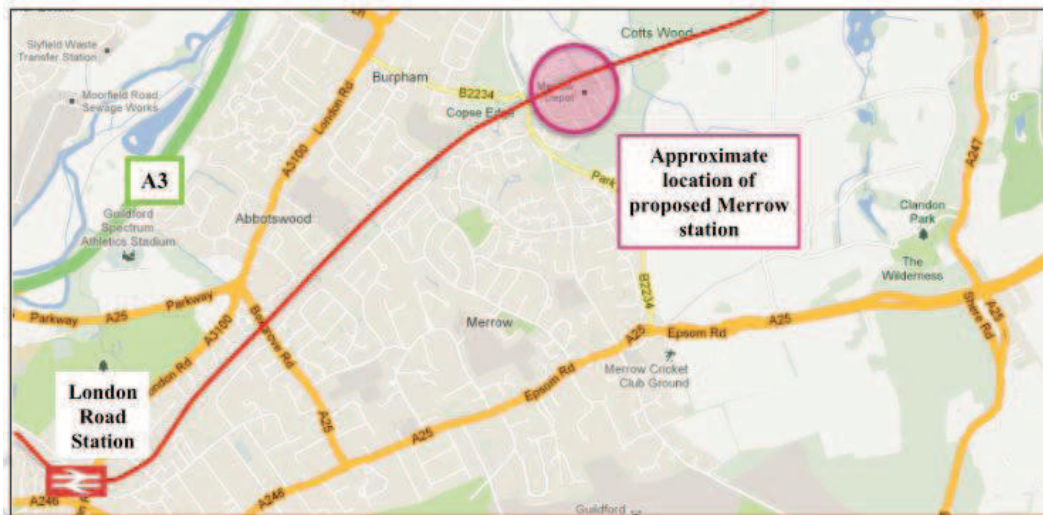 Slyfield Waste
Transfer Station
Moorfield Road
Sewage Works
Burpham
London Rd
A3100
B2234
Copse Edge
Cotts Wood
Depot
Approximate
location of
proposed Merrow
station
A3
Guildford
Spectrum
Athletics Stadium
Abbotswood
A247
Clandon
Park
The
Wilderness
Parkway
Parkway
A25
A3100
London Rd
B2234
Merrow
A25
Epsom Rd
A25
Merrow Cricket
Club Ground
Epsom Rd
Shere Rd
A25
A25
A25
London
Road
Station
A246
A246
Guildford